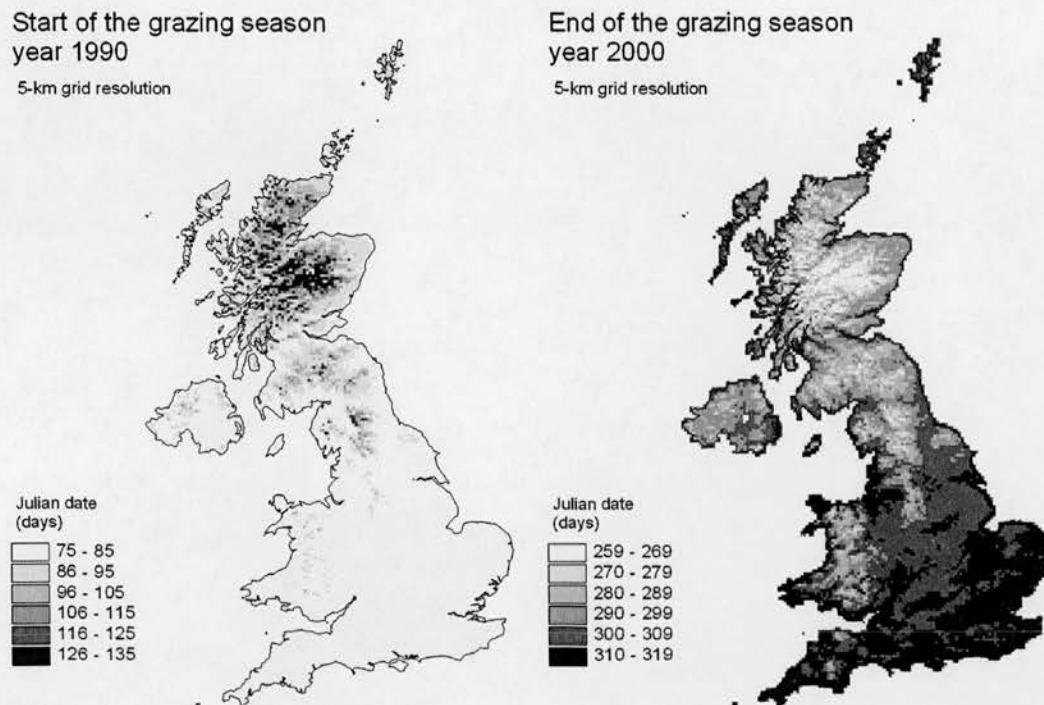 Start of the grazing season
year 1990
5-km grid resolution
Julian date
(days)
75 - 85
86 - 95
96 - 105
106 - 115
116 - 125
126 - 135
End of the grazing season
year 2000
5-km grid resolution
Julian date
(days)
259 - 269
270 - 279
280 - 289
290 - 299
300 - 309
310 - 319